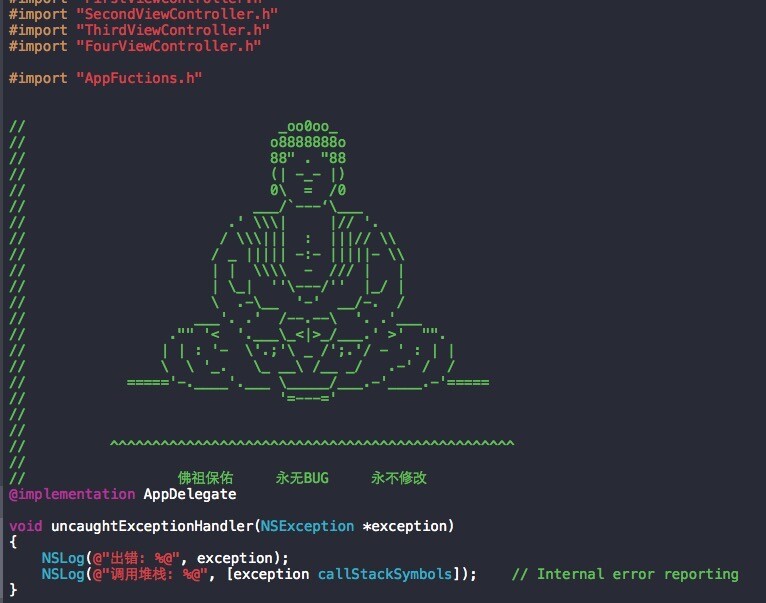 #import "FirstViewController.h"
#import "SecondViewController.h"
#import "ThirdViewController.h"
#import "FourViewController.h"
#import "AppFuctions.h"
//                              _oo0oo_
//                             o8888888o
//                             88" . "88
//                             (| -_- |)
//                             0\  =  /0
//                           ___/`---‘\___
//                        .' \\\|     |// '.
//                       / \\\|||  :  |||// \\
//                      / _ ||||| -:- |||||- \\
//                      | |  \\\\  -  /// |   |
//                      | \_|  ''\---/''  |_/ |
//                      \  .-\__  '-'  __/-.  /
//                    ___'. .'  /--.--\  '. .'___
//                 ."" '<  '.___\_<|>_/___.' >'  "".
//                | | : '-  \'.;'\ _ /';.'/ - ' : | |
//                \  \ '_.   \_ __\ /__ _/   .-' /  /
//            ====='-.____'.___ \_____/___.-'____.-'=====
//                              '=---='
//
//
//          ^^^^^^^^^^^^^^^^^^^^^^^^^^^^^^^^^^^^^^^^^^^^^^^^
//
//                  佛祖保佑     永无BUG     永不修改
@implementation AppDelegate
void uncaughtExceptionHandler(NSException *exception)
{
    NSLog(@"出错: %@", exception);
    NSLog(@"调用堆栈: %@", [exception callStackSymbols]);    // Internal error reporting
}